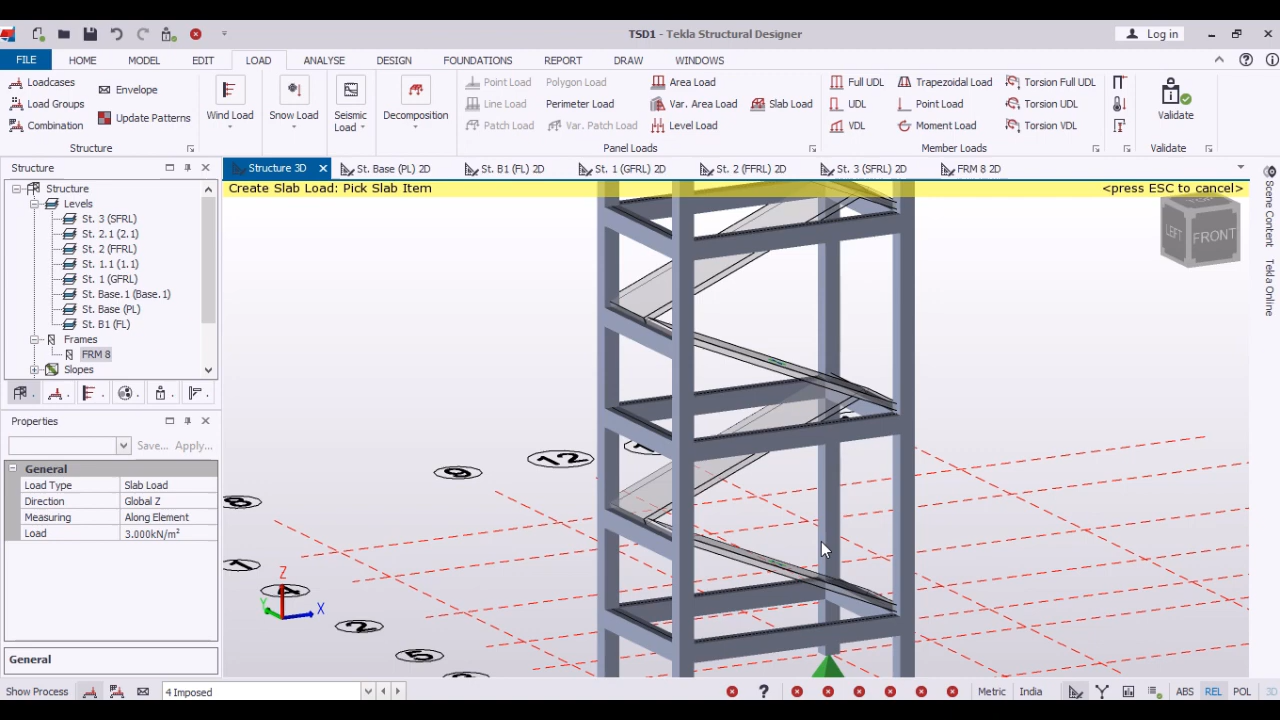 TSD1 - Tekla Structural Designer
Log in
FILE HOME MODEL EDIT LOAD ANALYSE DESIGN FOUNDATIONS REPORT DRAW WINDOWS
Loadcases
Load Groups
Combination
Envelope
Update Patterns
Structure
Wind Load
Snow Load
Seismic Load
Decomposition
Point Load
Line Load
Patch Load
Polygon Load
Perimeter Load
Var. Patch Load
Area Load
Var. Area Load
Level Load
Slab Load
Panel Loads
Full UDL
UDL
VDL
Trapezoidal Load
Point Load
Moment Load
Torsion Full UDL
Torsion UDL
Torsion VDL
Member Loads
Validate
Validate
Structure
Structure
Levels
St. 3 (SFRL)
St. 2.1 (2.1)
St. 2 (FFRL)
St. 1.1 (1.1)
St. 1 (GFRL)
St. Base.1 (Base.1)
St. Base (PL)
St. B1 (FL)
Frames
FRM 8
Slopes
Structure 3D
St. Base (PL) 2D
St. B1 (FL) 2D
St. 1 (GFRL) 2D
St. 2 (FFRL) 2D
St. 3 (SFRL) 2D
FRM 8 2D
Create Slab Load: Pick Slab Item
<press ESC to cancel>
LEFT FRONT
Scene Content
Tekla Online
Properties
Save... Apply...
General
Load Type Slab Load
Direction Global Z
Measuring Along Element
Load 3.000kN/m²
General
12
9
8
1
2
5
Z
Y
X
Show Process
4 Imposed
Metric India
ABS REL POL 3D